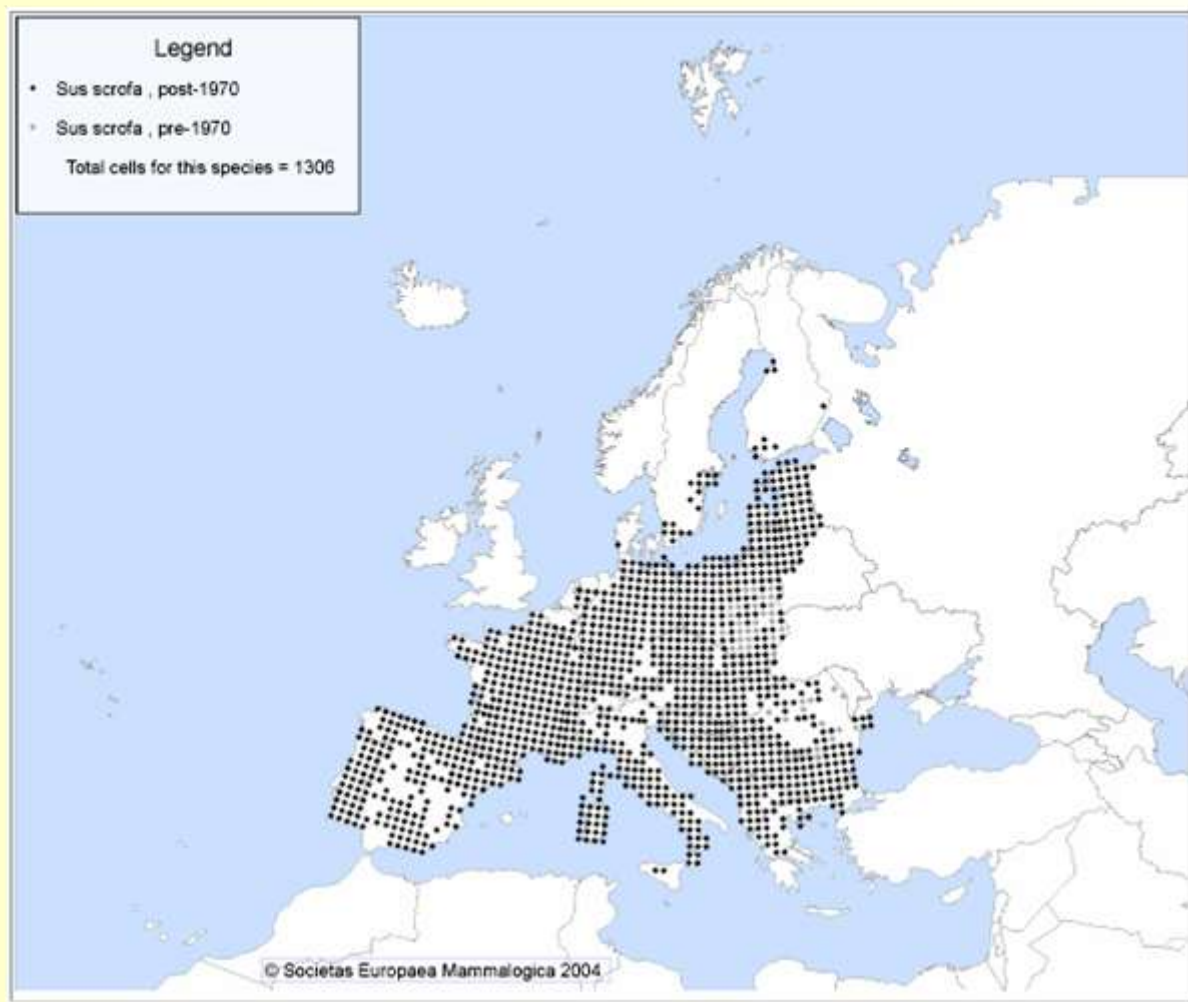 Legend
Sus scrofa , post-1970
Sus scrofa , pre-1970
Total cells for this species = 1306
© Societas Europaea Mammalogica 2004